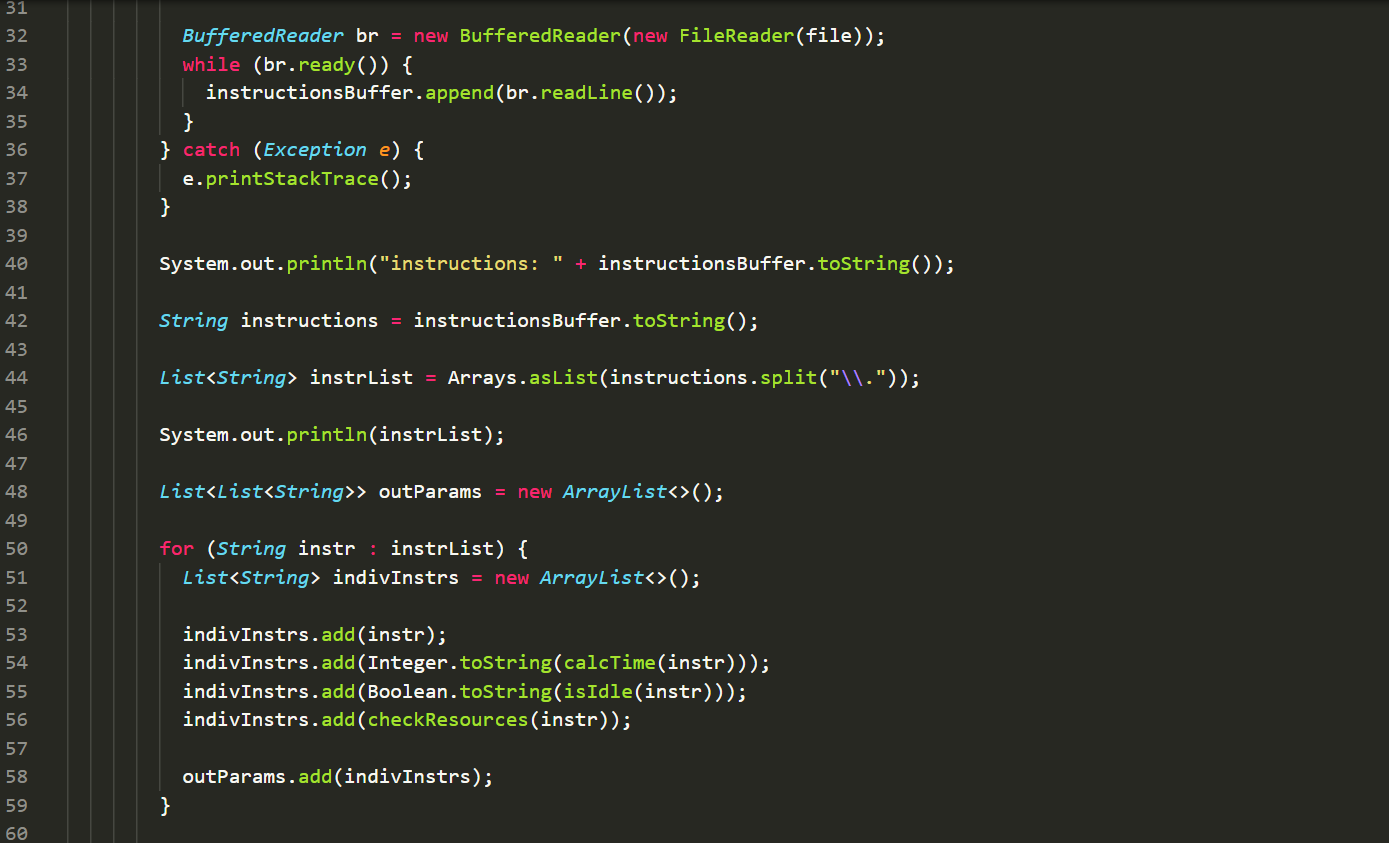 31
32 BufferedReader br = new BufferedReader(new FileReader(file));
33 while (br.ready()) {
34 instructionsBuffer.append(br.readLine());
35 }
36 } catch (Exception e) {
37 e.printStackTrace();
38 }
39
40 System.out.println("instructions: " + instructionsBuffer.toString());
41
42 String instructions = instructionsBuffer.toString();
43
44 List<String> instrList = Arrays.asList(instructions.split("\\."));
45
46 System.out.println(instrList);
47
48 List<List<String>> outParams = new ArrayList<>();
49
50 for (String instr : instrList) {
51 List<String> indivInstrs = new ArrayList<>();
52
53 indivInstrs.add(instr);
54 indivInstrs.add(Integer.toString(calcTime(instr)));
55 indivInstrs.add(Boolean.toString(isIdle(instr)));
56 indivInstrs.add(checkResources(instr));
57
58 outParams.add(indivInstrs);
59 }
60